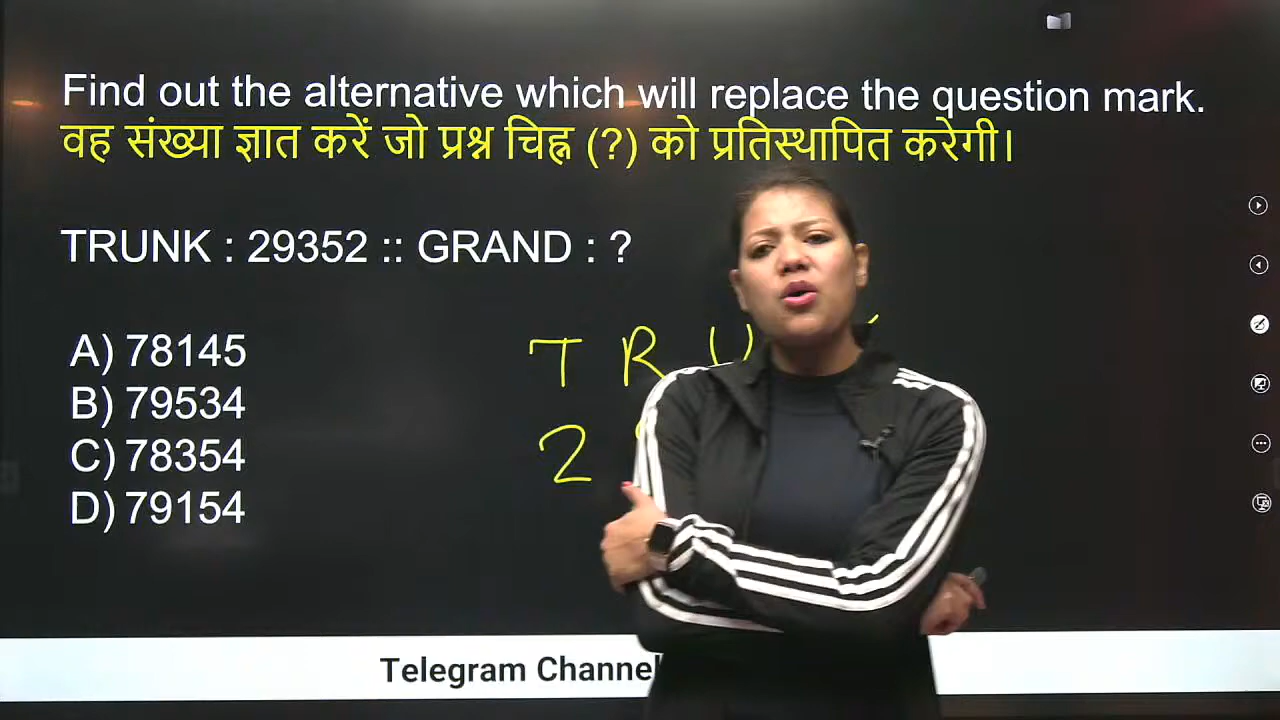 Find out the alternative which will replace the question mark.
वह संख्या ज्ञात करें जो प्रश्न चिह्न (?) को प्रतिस्थापित करेगी।
TRUNK : 29352 :: GRAND : ?
A) 78145
B) 79534
C) 78354
D) 79154
T R U
2
Telegram Channel